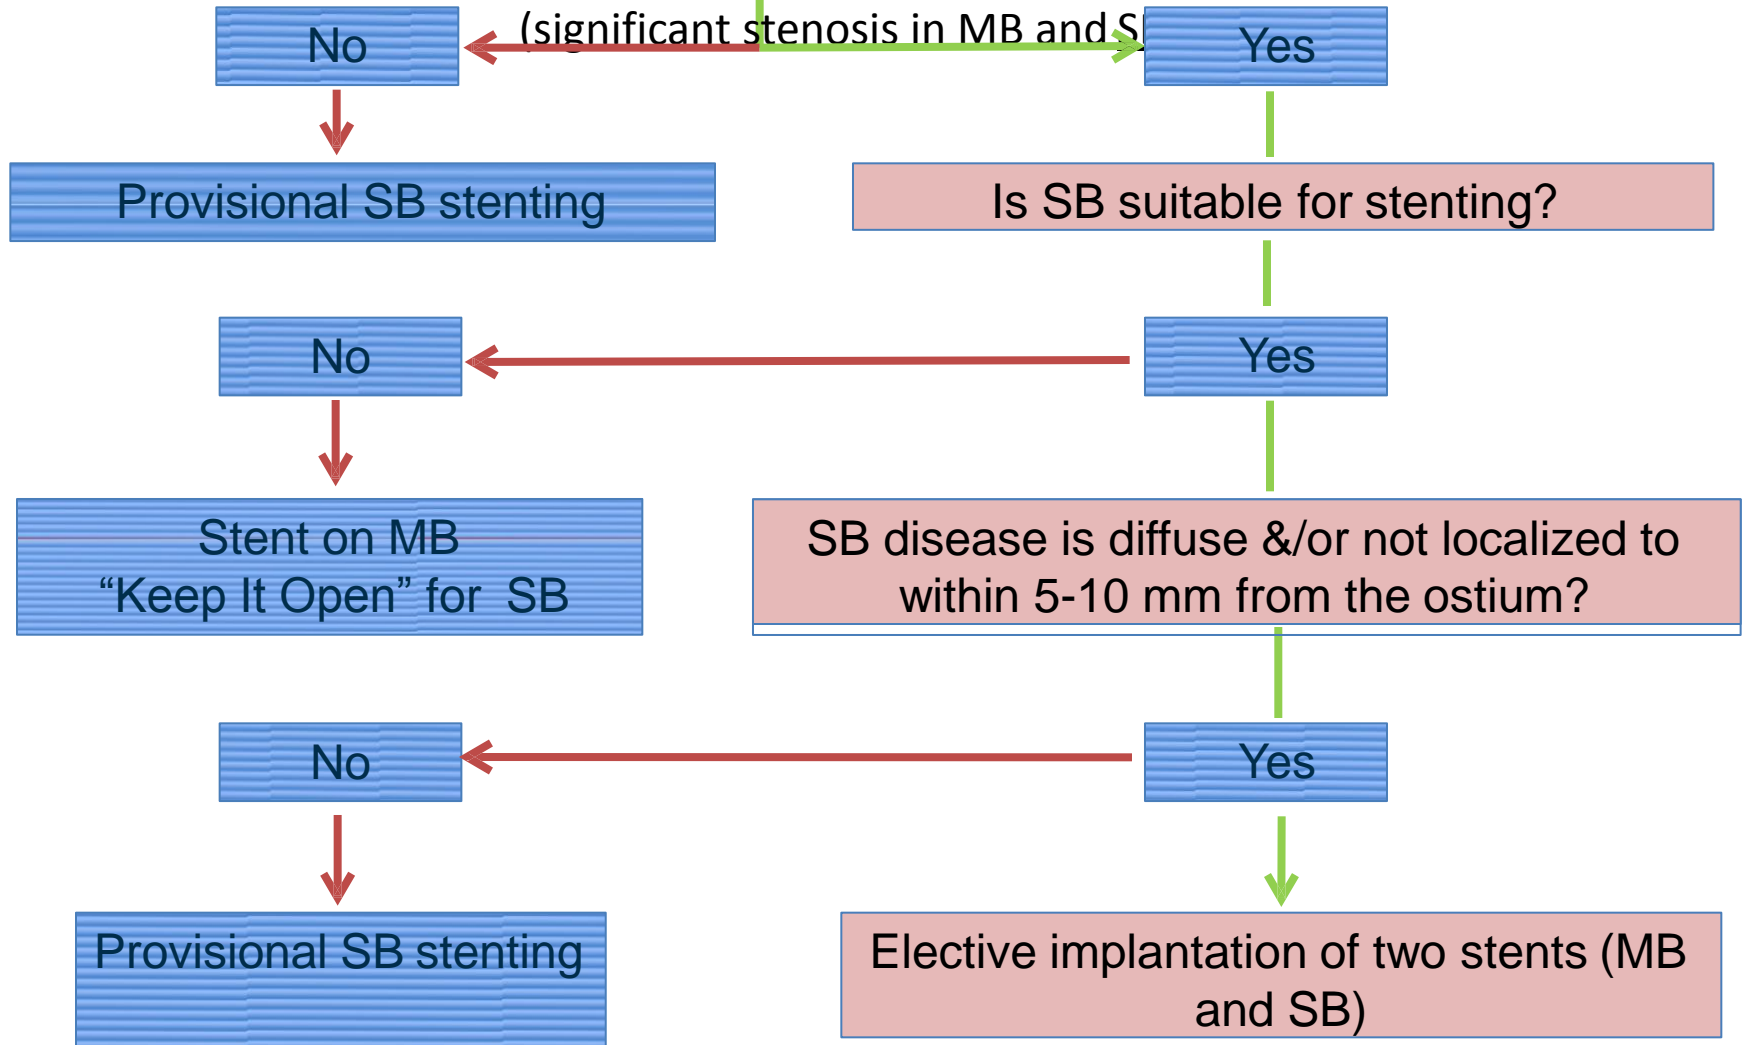 (significant stenosis in MB and
No
Yes
Provisional SB stenting
Is SB suitable for stenting?
No
Yes
Stent on MB
“Keep It Open” for SB
SB disease is diffuse &/or not localized to
within 5-10 mm from the ostium?
No
Yes
Provisional SB stenting
Elective implantation of two stents (MB
and SB)